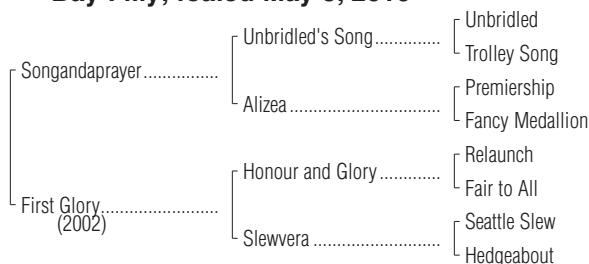 Unbridled
Unbridled's Song
Trolley Song
Songandaprayer
Premiership
Alizea
Fancy Medallion
Relaunch
Honour and Glory
Fair to All
First Glory
(2002)
Seattle Slew
Slewvera
Hedgeabout